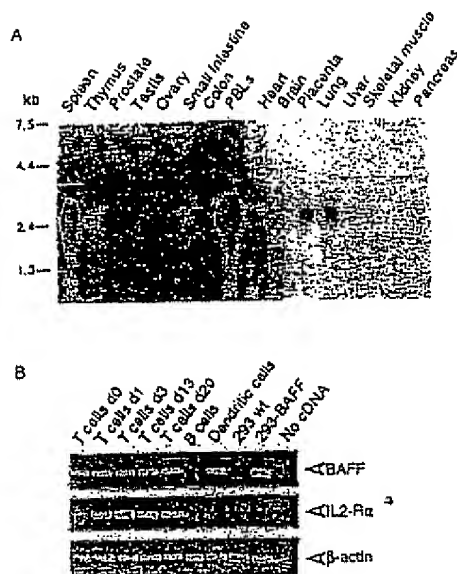 A
kb
Spleen
Thymus
Prostate
Testis
Ovary
Small Intestine
Colon
PBLs
Heart
Brain
Placenta
Lung
Liver
Skeletal muscle
Kidney
Pancreas
7.5
4.4
2.4
1.3
B
T cells d0
T cells d1
T cells d3
T cells d13
T cells d20
B cells
Dendritic cells
293 wt
293-BAFF
No cDNA
BAFF
IL2-Rα
β-actin